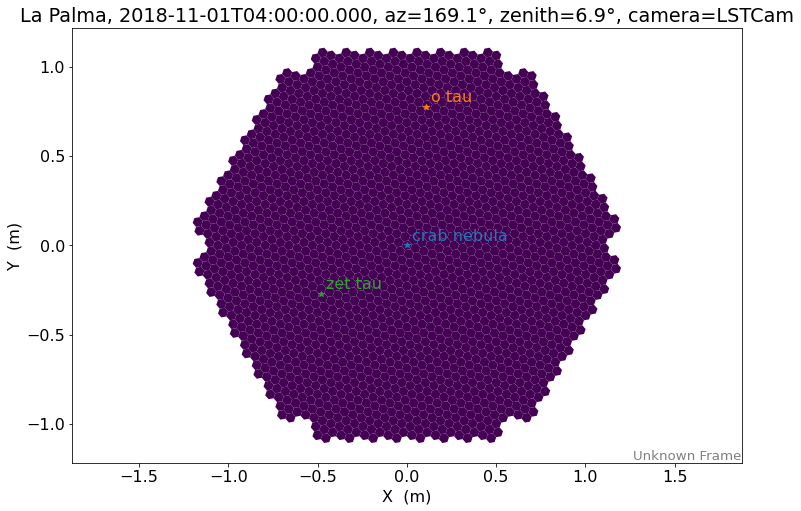 La Palma, 2018-11-01T04:00:00.000, az=169.1°, zenith=6.9°, camera=LSTCam
1.0
0.5
0.0
−0.5
−1.0
Y (m)
o tau
crab nebula
zet tau
Unknown Frame
−1.5 −1.0 −0.5 0.0 0.5 1.0 1.5
X (m)